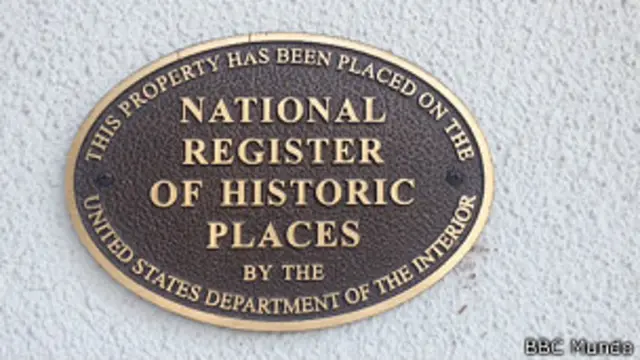 THIS PROPERTY HAS BEEN PLACED ON THE
NATIONAL
REGISTER
OF HISTORIC
PLACES
BY THE
UNITED STATES DEPARTMENT OF THE INTERIOR
BBC Mundo